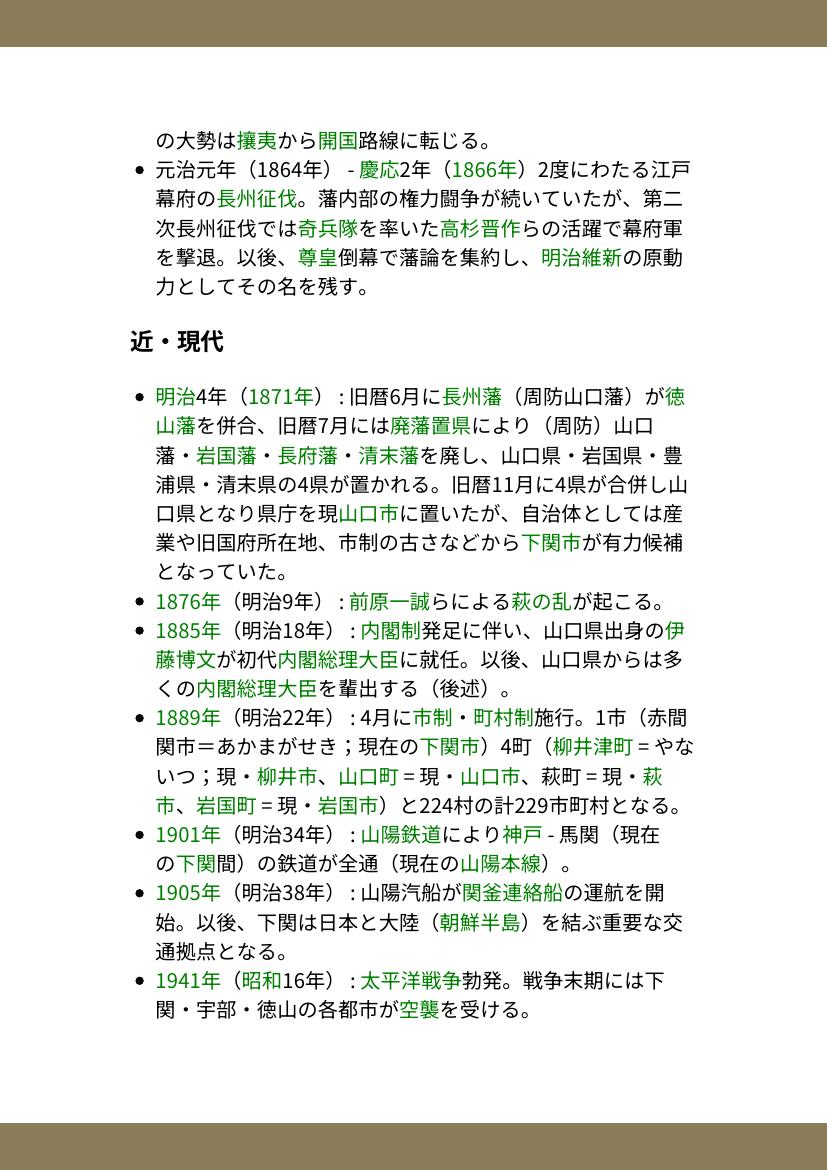 の大勢は攘夷から開国路線に転じる。
• 元治元年（1864年） - 慶応2年（1866年）2度にわたる江戸
幕府の長州征伐。藩内部の権力闘争が続いていたが、第二
次長州征伐では奇兵隊を率いた高杉晋作らの活躍で幕府軍
を撃退。以後、尊皇倒幕で藩論を集約し、明治維新の原動
力としてその名を残す。
近・現代
• 明治4年（1871年） : 旧暦6月に長州藩（周防山口藩）が徳
山藩を併合、旧暦7月には廃藩置県により（周防）山口
藩・岩国藩・長府藩・清末藩を廃し、山口県・岩国県・豊
浦県・清末県の4県が置かれる。旧暦11月に4県が合併し山
口県となり県庁を現山口市に置いたが、自治体としては産
業や旧国府所在地、市制の古さなどから下関市が有力候補
となっていた。
• 1876年（明治9年） : 前原一誠らによる萩の乱が起こる。
• 1885年（明治18年） : 内閣制発足に伴い、山口県出身の伊
藤博文が初代内閣総理大臣に就任。以後、山口県からは多
くの内閣総理大臣を輩出する（後述）。
• 1889年（明治22年） : 4月に市制・町村制施行。1市（赤間
関市＝あかまがせき；現在の下関市）4町（柳井津町 = やな
いつ；現・柳井市、山口町 = 現・山口市、萩町 = 現・萩
市、岩国町 = 現・岩国市）と224村の計229市町村となる。
• 1901年（明治34年） : 山陽鉄道により神戸 - 馬関（現在
の下関間）の鉄道が全通（現在の山陽本線）。
• 1905年（明治38年） : 山陽汽船が関釜連絡船の運航を開
始。以後、下関は日本と大陸（朝鮮半島）を結ぶ重要な交
通拠点となる。
• 1941年（昭和16年） : 太平洋戦争勃発。戦争末期には下
関・宇部・徳山の各都市が空襲を受ける。